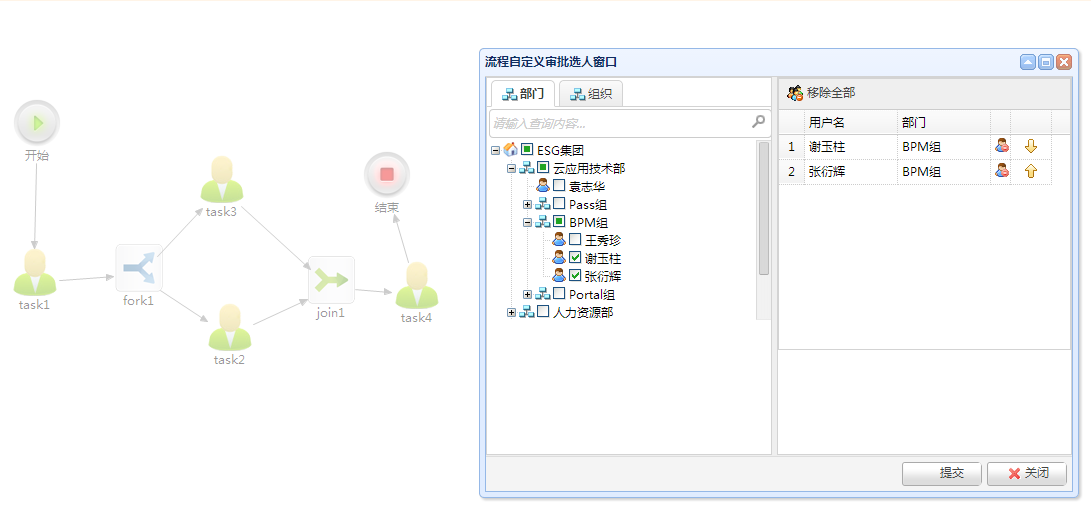 开始
task1
fork1
task3
task2
join1
结束
task4
流程自定义审批选人窗口
部门
组织
请输入查询内容...
ESG集团
云应用技术部
袁志华
Pass组
BPM组
王秀珍
谢玉柱
张衍辉
Portal组
人力资源部
移除全部
用户名 部门
1 谢玉柱 BPM组
2 张衍辉 BPM组
提交
关闭